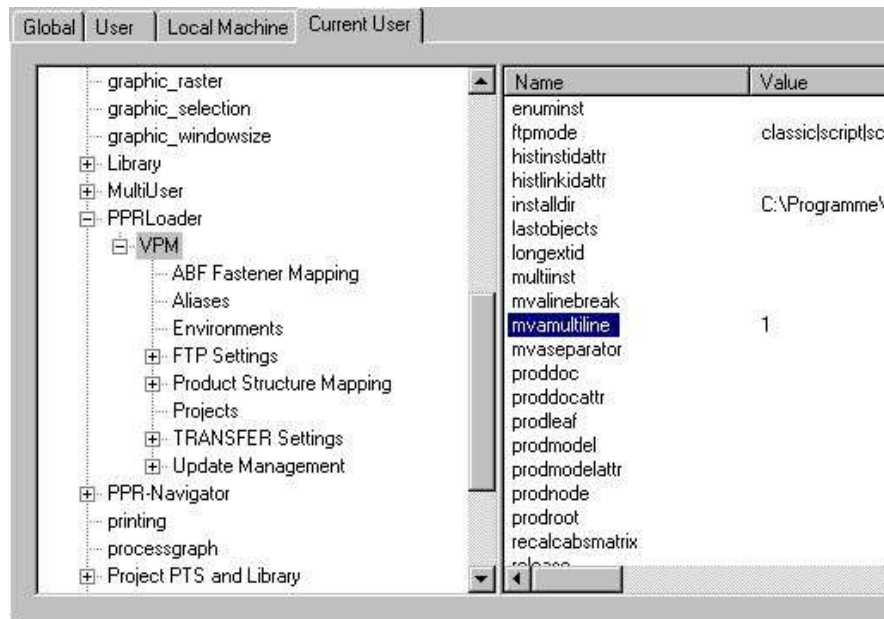 Global User Local Machine Current User
graphic_raster
graphic_selection
graphic_windowsize
Library
MultiUser
PPRLoader
VPM
ABF Fastener Mapping
Aliases
Environments
FTP Settings
Product Structure Mapping
Projects
TRANSFER Settings
Update Management
PPR-Navigator
printing
processgraph
Project PTS and Library
Name Value
enuminst
ftpmode classic|script|sc
histinstidattr
histlinkidattr
installdir C:\Programme\
lastobjects
longextid
multiinst
mvalinebreak
mvamultiline 1
mvaseparator
proddoc
proddocattr
prodleaf
prodmodel
prodmodelattr
prodnode
prodroot
recalcabsmatrix